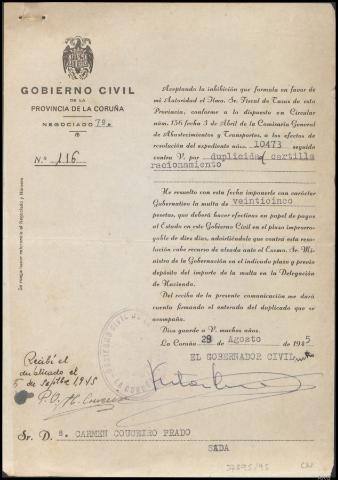 GOBIERNO CIVIL
DE LA
PROVINCIA DE LA CORUÑA
NEGOCIADO 7º.
N.º 116
Se ruega hacer referencia al Negociado y Número
Aceptando la inhibición que formula en favor de
mi Autoridad el Ilmo. Sr. Fiscal de Tasas de esta
Provincia, conforme a lo dispuesto en Circular
núm. 156 fecha 3 de Abril de la Comisaría General
de Abastecimientos y Transportes, a los efectos de
resolución del expediente núm. 10473 seguido
contra V. por duplicidad cartilla
racionamiento
He resuelto con esta fecha imponerle con carácter
Gubernativo la multa de veinticinco
pesetas, que deberá hacer efectivas en papel de pagos
al Estado en este Gobierno Civil en el plazo improrro-
gable de diez días, advirtiéndole que contra esta reso-
lución cabe recurso de alzada ante el Excmo. Sr. Mi-
nistro de la Gobernación en el indicado plazo y previo
depósito del importe de la multa en la Delegación
de Hacienda.
Del recibo de la presente comunicación me dará
cuenta firmando el enterado del duplicado que se
acompaña.
Dios guarde a V. muchos años.
La Coruña 29 Agosto de 1945
EL GOBERNADOR CIVIL
Recibí el
duplicado el
5 de Septbre 1945
P.O.
Sr. D. ª. CARMEN COUCEIRO PRADO
SADA